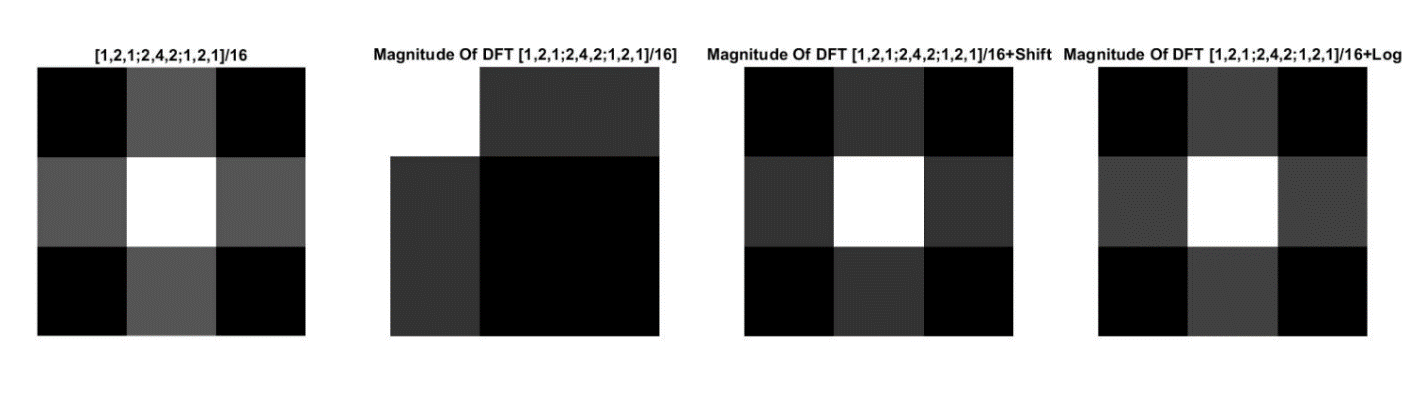 [1,2,1;2,4,2;1,2,1]/16
Magnitude Of DFT [1,2,1;2,4,2;1,2,1]/16]
Magnitude Of DFT [1,2,1;2,4,2;1,2,1]/16+Shift
Magnitude Of DFT [1,2,1;2,4,2;1,2,1]/16+Log